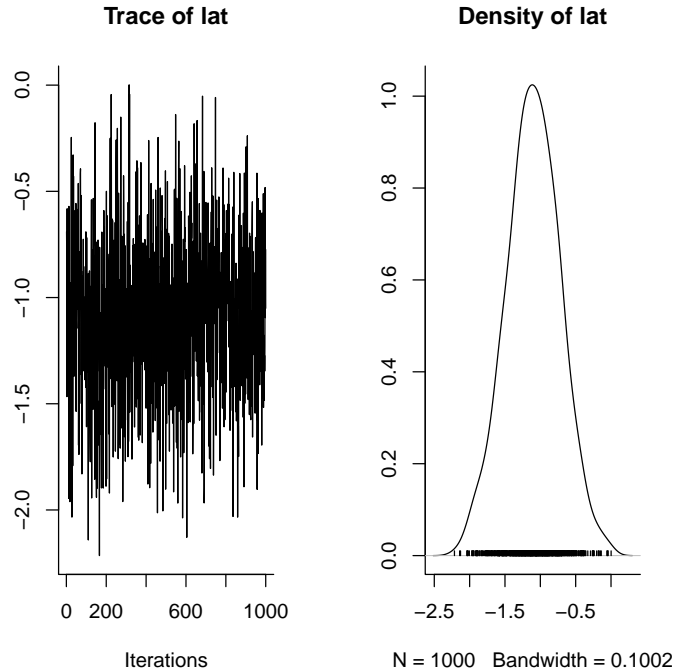 Trace of lat
0.0
−0.5
−1.0
−1.5
−2.0
0 200 600 1000
Iterations
Density of lat
1.0
0.8
0.6
0.4
0.2
0.0
−2.5 −1.5 −0.5
N = 1000 Bandwidth = 0.1002